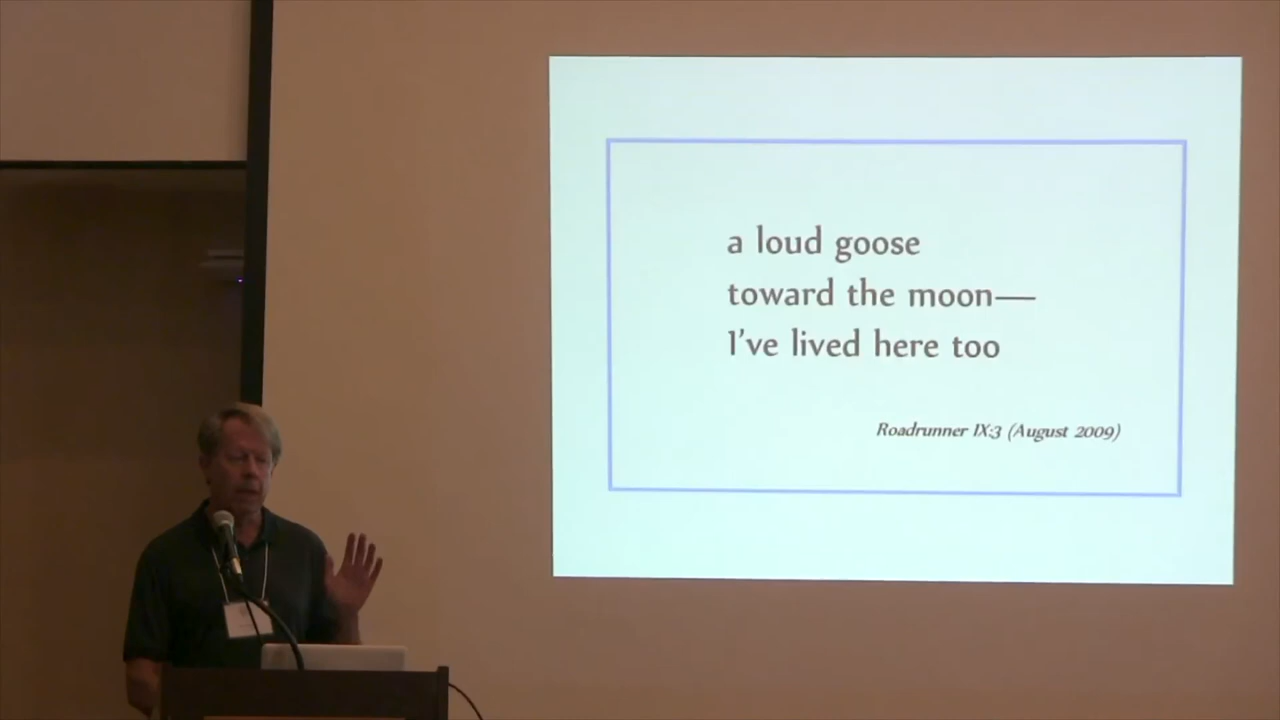 a loud goose
toward the moon—
I've lived here too
Roadrunner IX:3 (August 2009)